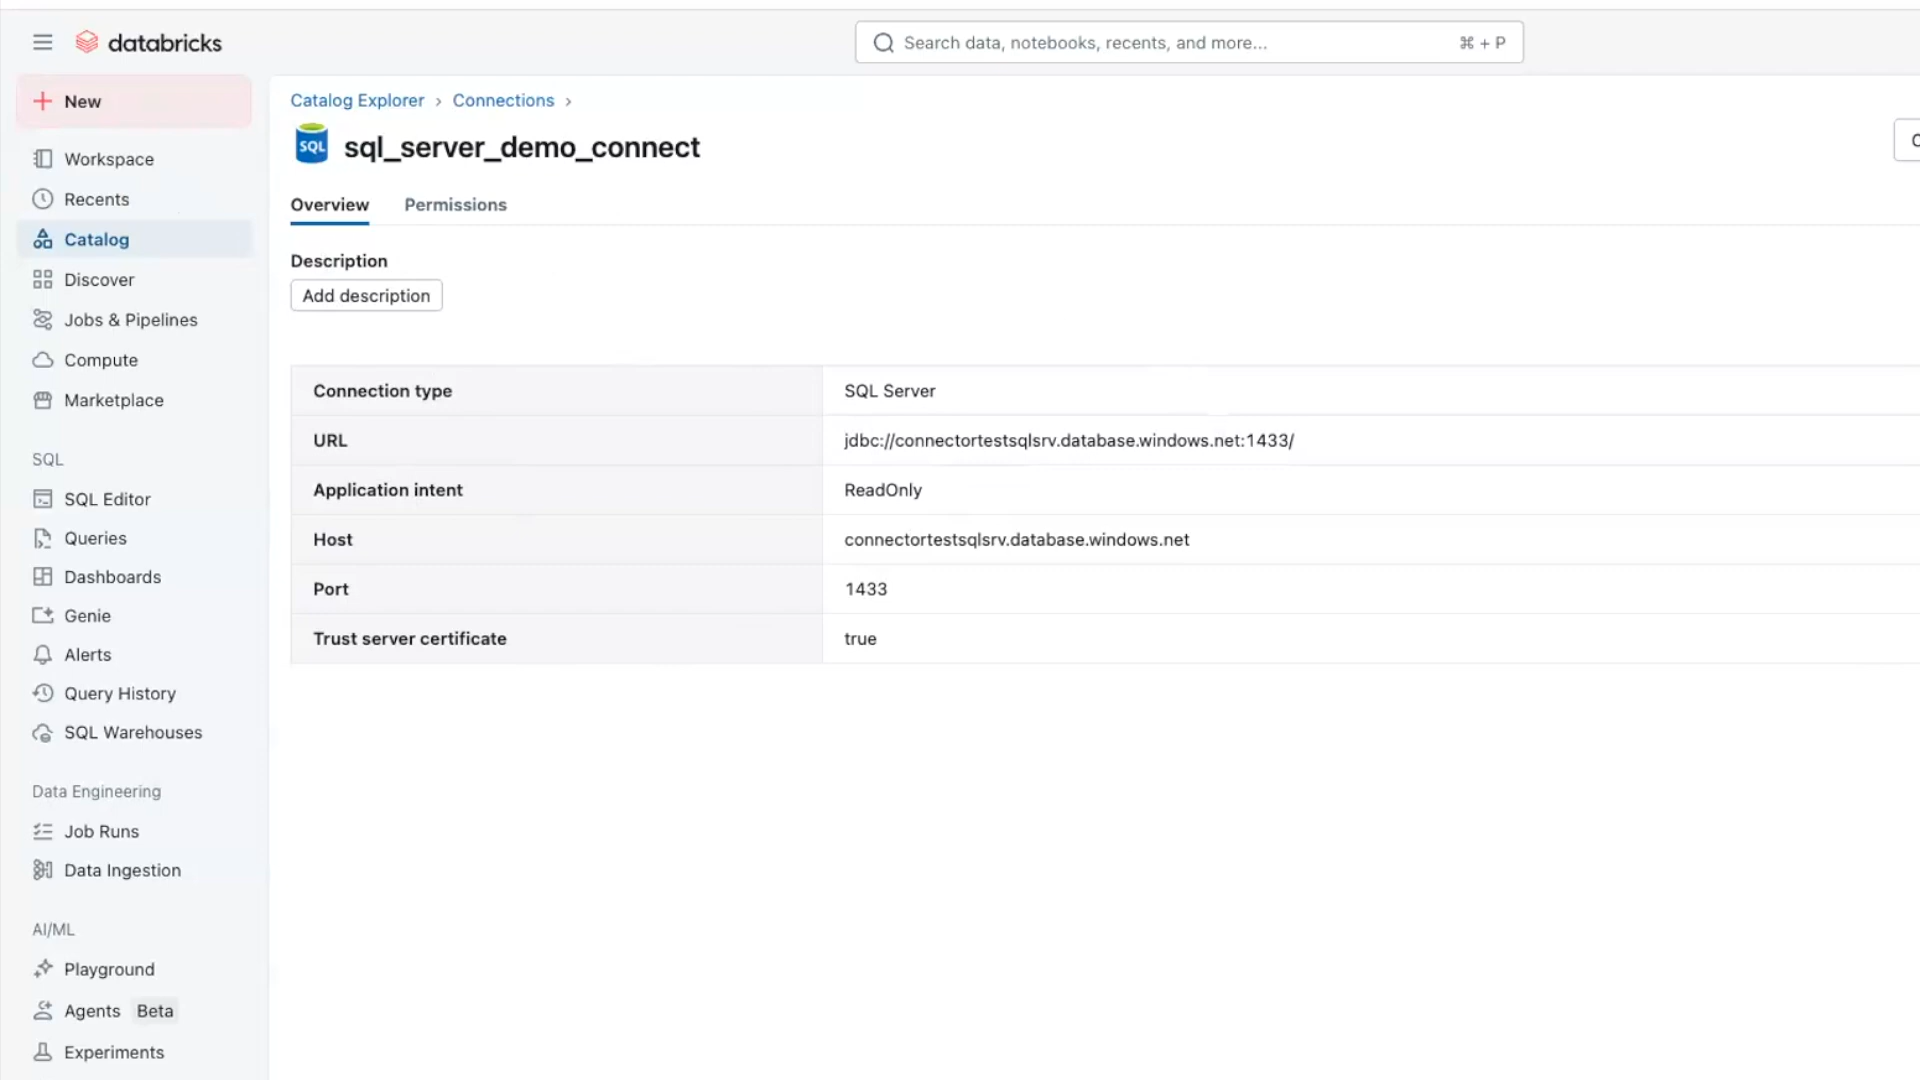 databricks
Search data, notebooks, recents, and more... ⌘ + P
New
Workspace
Recents
Catalog
Discover
Jobs & Pipelines
Compute
Marketplace
SQL
SQL Editor
Queries
Dashboards
Genie
Alerts
Query History
SQL Warehouses
Data Engineering
Job Runs
Data Ingestion
AI/ML
Playground
Agents Beta
Experiments
Catalog Explorer › Connections ›
SQL sql_server_demo_connect
Overview Permissions
Description
Add description
Connection type SQL Server
URL jdbc://connectortestsqlsrv.database.windows.net:1433/
Application intent ReadOnly
Host connectortestsqlsrv.database.windows.net
Port 1433
Trust server certificate true